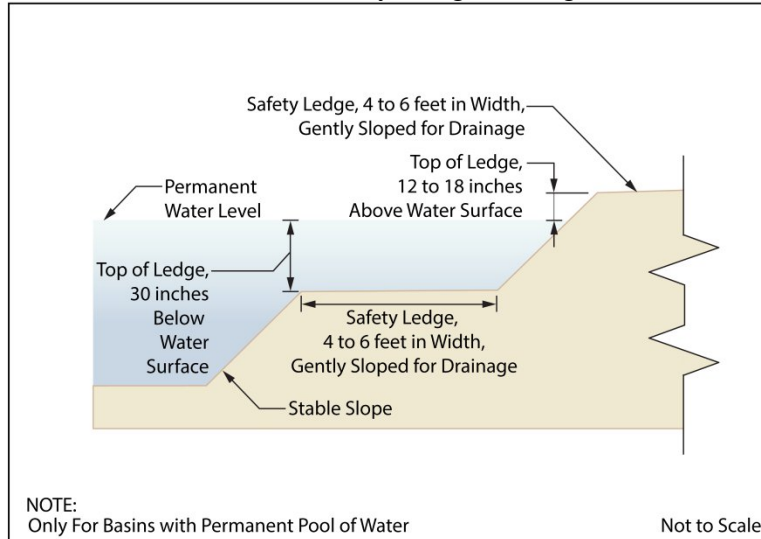 Safety Ledge, 4 to 6 feet in Width,
Gently Sloped for Drainage
Top of Ledge,
12 to 18 inches
Above Water Surface
Permanent
Water Level
Top of Ledge,
30 inches
Below
Water
Surface
Safety Ledge,
4 to 6 feet in Width,
Gently Sloped for Drainage
Stable Slope
NOTE:
Only For Basins with Permanent Pool of Water
Not to Scale